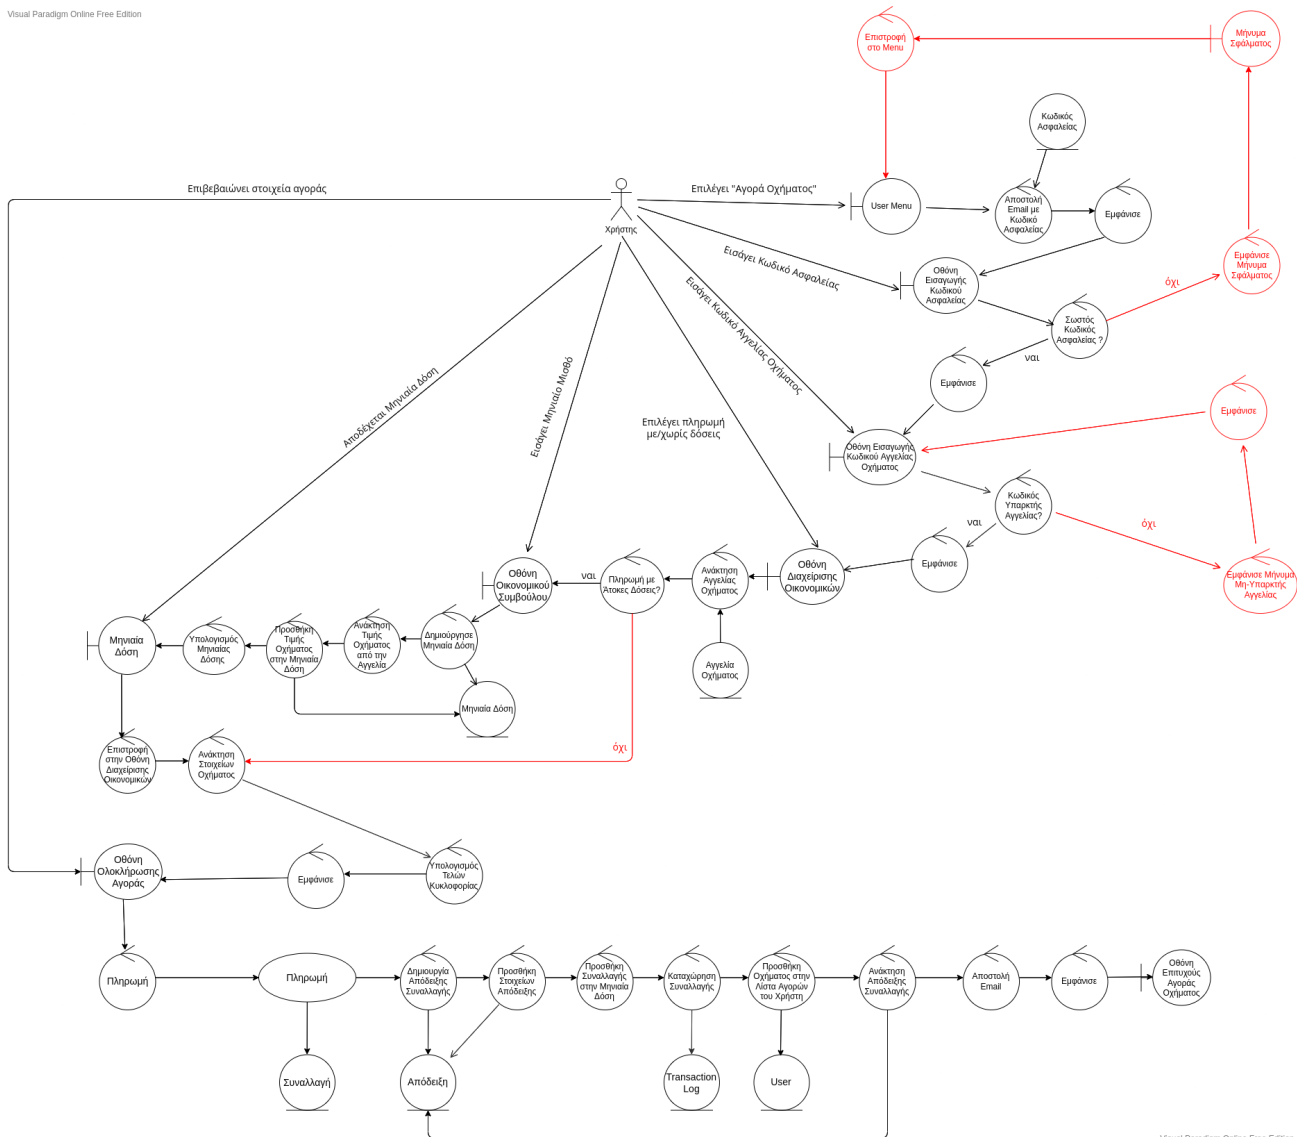 Visual Paradigm Online Free Edition
Επιστροφή
στο Menu
Μήνυμα
Σφάλματος
Κωδικός
Ασφαλείας
Επιβεβαιώνει στοιχεία αγοράς
Επιλέγει "Αγορά Οχήματος"
User Menu
Αποστολή
Email με
Κωδικό
Ασφαλείας
Εμφάνισε
Χρήστης
Εισάγει Κωδικό Ασφαλείας
Οθόνη
Εισαγωγής
Κωδικού
Ασφαλείας
Εμφάνισε
Μήνυμα
Σφάλματος
όχι
Σωστός
Κωδικός
Ασφαλείας ?
ναι
Εισάγει Κωδικό Αγγελίας Οχήματος
Εμφάνισε
Αποδέχεται Μηνιαία Δόση
Εισάγει Μηνιαίο Μισθό
Επιλέγει πληρωμή
με/χωρίς δόσεις
Εμφάνισε
Οθόνη Εισαγωγής
Κωδικού Αγγελίας
Οχήματος
Κωδικός
Υπαρκτής
Αγγελίας?
ναι
όχι
Εμφάνισε
Εμφάνισε Μήνυμα
Μη-Υπαρκτής
Αγγελίας
Οθόνη
Διαχείρισης
Οικονομικών
Ανάκτηση
Αγγελίας
Οχήματος
Πληρωμή με
Άτοκες Δόσεις?
ναι
Οθόνη
Οικονομικού
Συμβούλου
Μηνιαία
Δόση
Υπολογισμός
Μηνιαίας
Δόσης
Προσθήκη
Τιμής
Οχήματος
στην Μηνιαία
Δόση
Ανάκτηση
Τιμής
Οχήματος
από την
Αγγελία
Δημιούργησε
Μηνιαία Δόση
Αγγελία
Οχήματος
Μηνιαία Δόση
όχι
Επιστροφή
στην Οθόνη
Διαχείρισης
Οικονομικών
Ανάκτηση
Στοιχείων
Οχήματος
Οθόνη
Ολοκλήρωσης
Αγοράς
Εμφάνισε
Υπολογισμός
Τελών
Κυκλοφορίας
Πληρωμή
Πληρωμή
Δημιουργία
Απόδειξης
Συναλλαγής
Προσθήκη
Στοιχείων
Απόδειξης
Προσθήκη
Συναλλαγής
στην Μηνιαία
Δόση
Καταχώρηση
Συναλλαγής
Προσθήκη
Οχήματος στην
Λίστα Αγορών
του Χρήστη
Ανάκτηση
Απόδειξης
Συναλλαγής
Αποστολή
Email
Εμφάνισε
Οθόνη
Επιτυχούς
Αγοράς
Οχήματος
Συναλλαγή
Απόδειξη
Transaction
Log
User
Visual Paradigm Online Free Edition